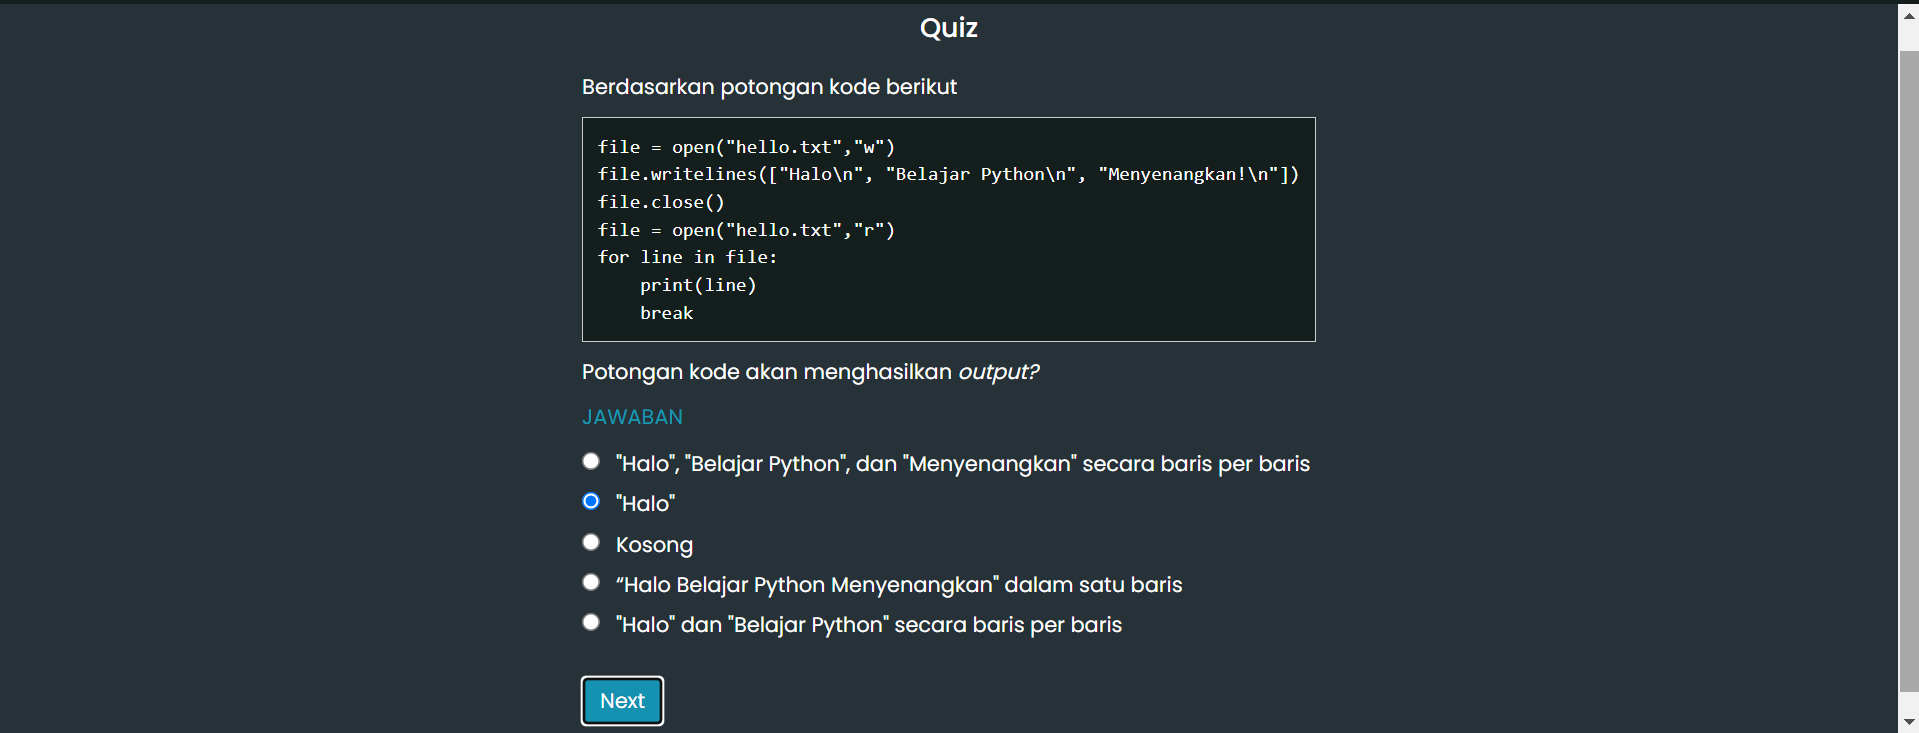 Quiz
Berdasarkan potongan kode berikut
file = open("hello.txt","w")
file.writelines(["Halo\n", "Belajar Python\n", "Menyenangkan!\n"])
file.close()
file = open("hello.txt","r")
for line in file:
    print(line)
    break
Potongan kode akan menghasilkan output?
JAWABAN
"Halo", "Belajar Python", dan "Menyenangkan" secara baris per baris
"Halo"
Kosong
“Halo Belajar Python Menyenangkan" dalam satu baris
"Halo" dan "Belajar Python" secara baris per baris
Next